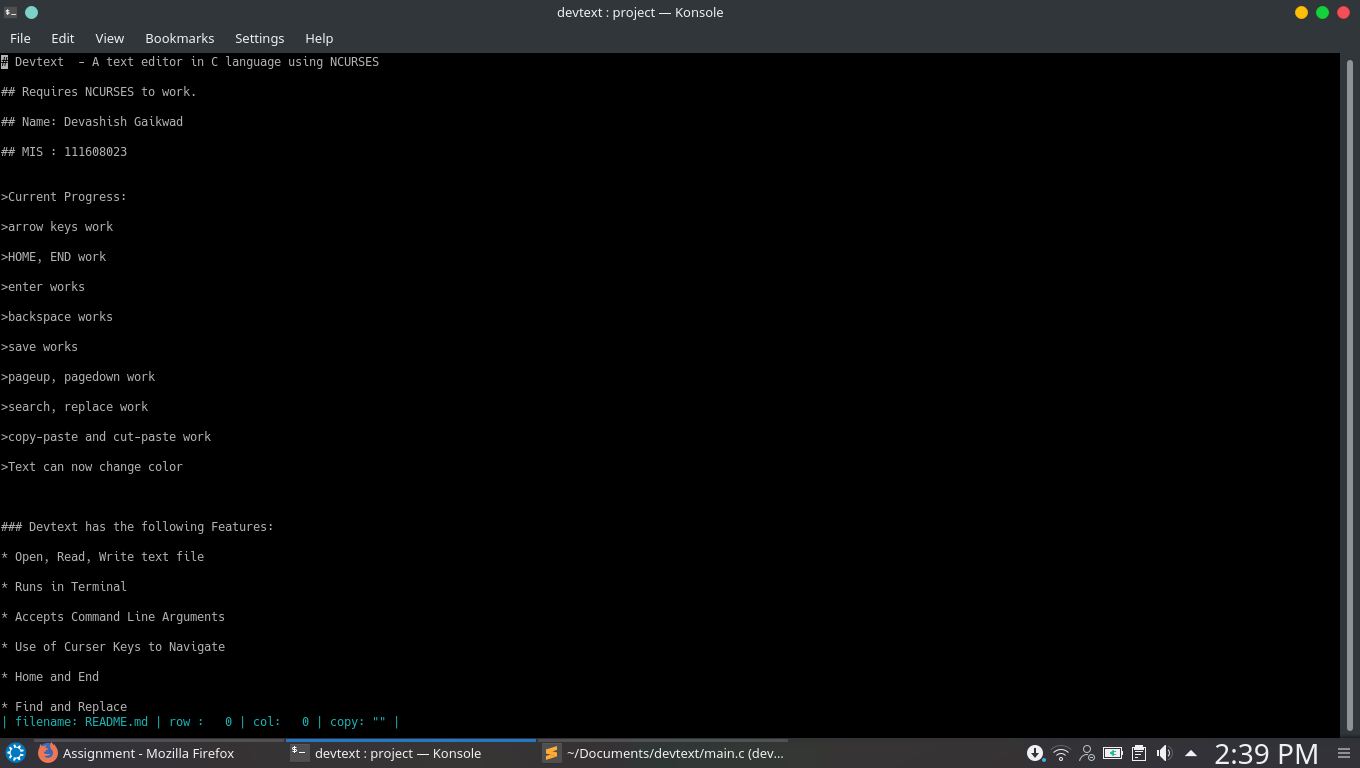 devtext : project — Konsole
File Edit View Bookmarks Settings Help
# Devtext  - A text editor in C language using NCURSES
## Requires NCURSES to work.
## Name: Devashish Gaikwad
## MIS : 111608023
>Current Progress:
>arrow keys work
>HOME, END work
>enter works
>backspace works
>save works
>pageup, pagedown work
>search, replace work
>copy-paste and cut-paste work
>Text can now change color
### Devtext has the following Features:
* Open, Read, Write text file
* Runs in Terminal
* Accepts Command Line Arguments
* Use of Curser Keys to Navigate
* Home and End
* Find and Replace
| filename: README.md | row :   0 | col:   0 | copy: "" |
Assignment - Mozilla Firefox devtext : project — Konsole ~/Documents/devtext/main.c (dev... 2:39 PM